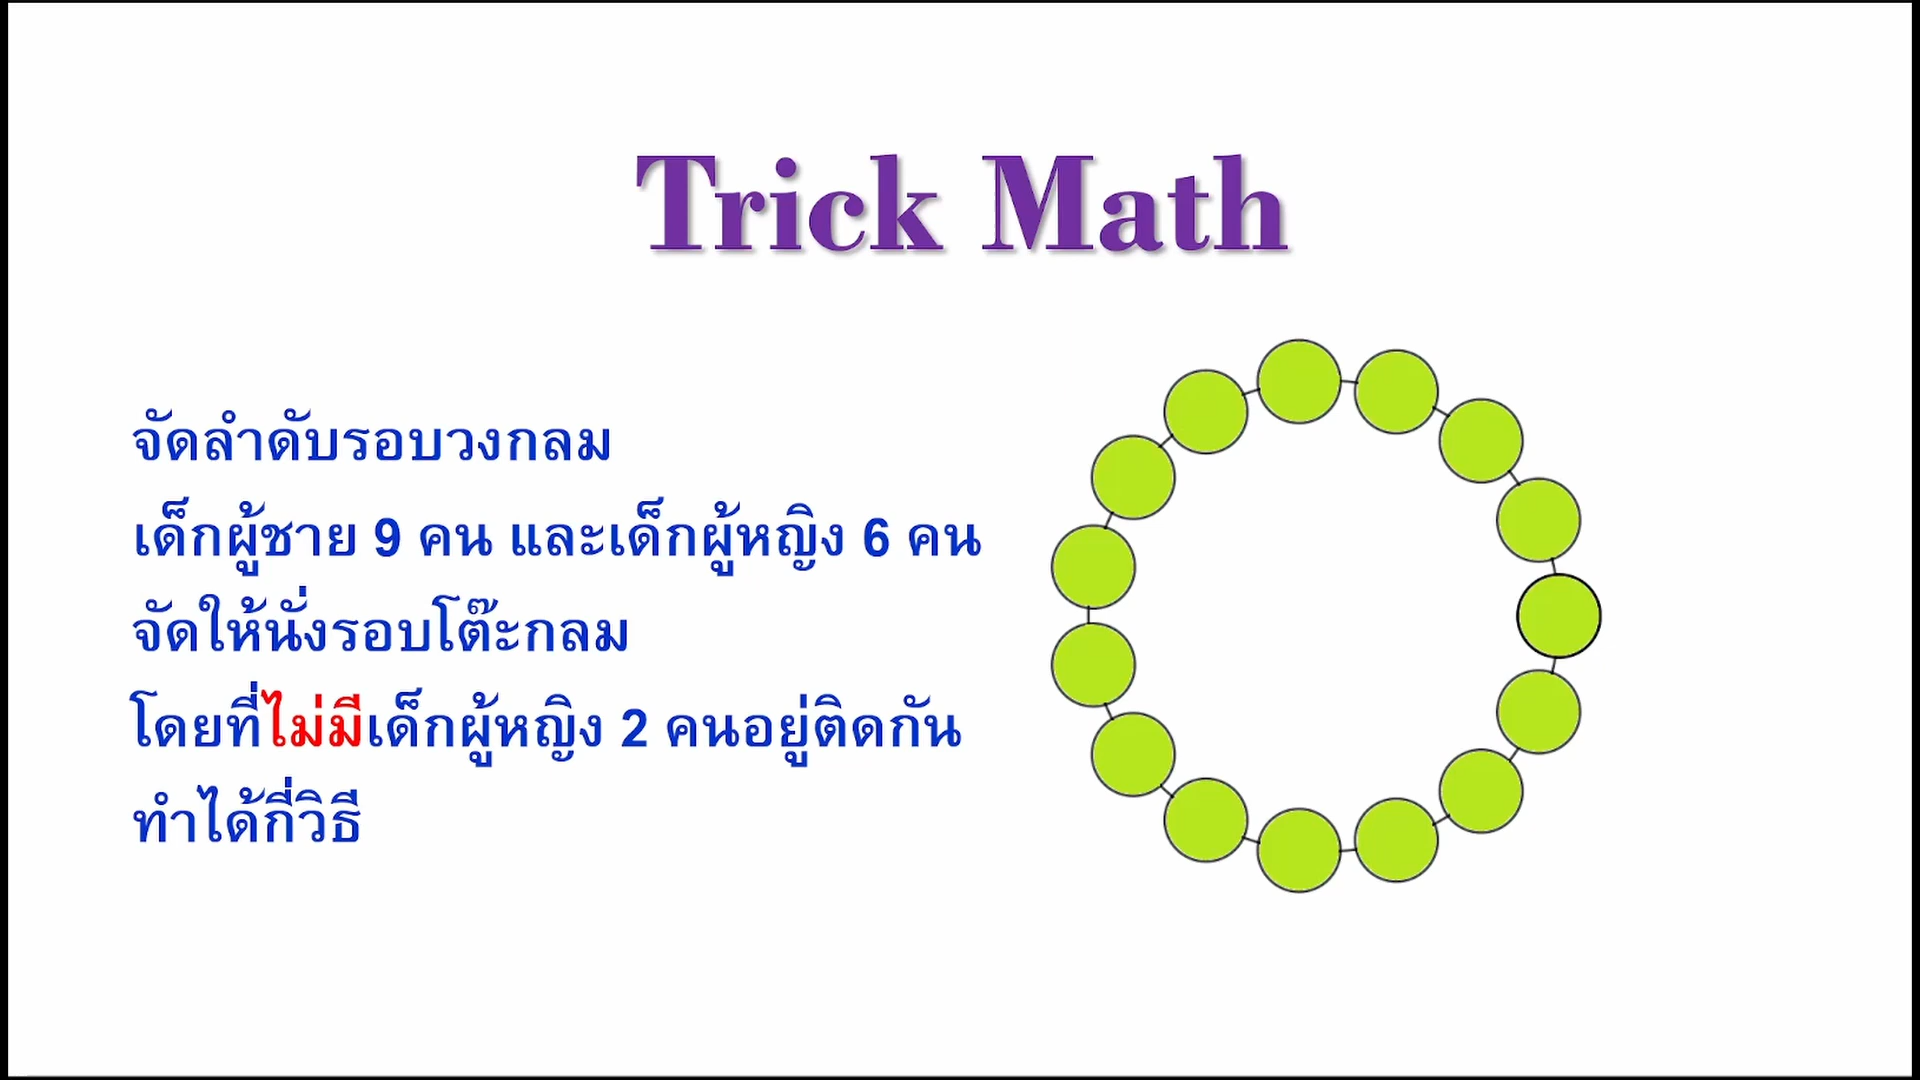 Trick Math
จัดลำดับรอบวงกลม
เด็กผู้ชาย 9 คน และเด็กผู้หญิง 6 คน
จัดให้นั่งรอบโต๊ะกลม
โดยที่ไม่มีเด็กผู้หญิง 2 คนอยู่ติดกัน
ทำได้กี่วิธี